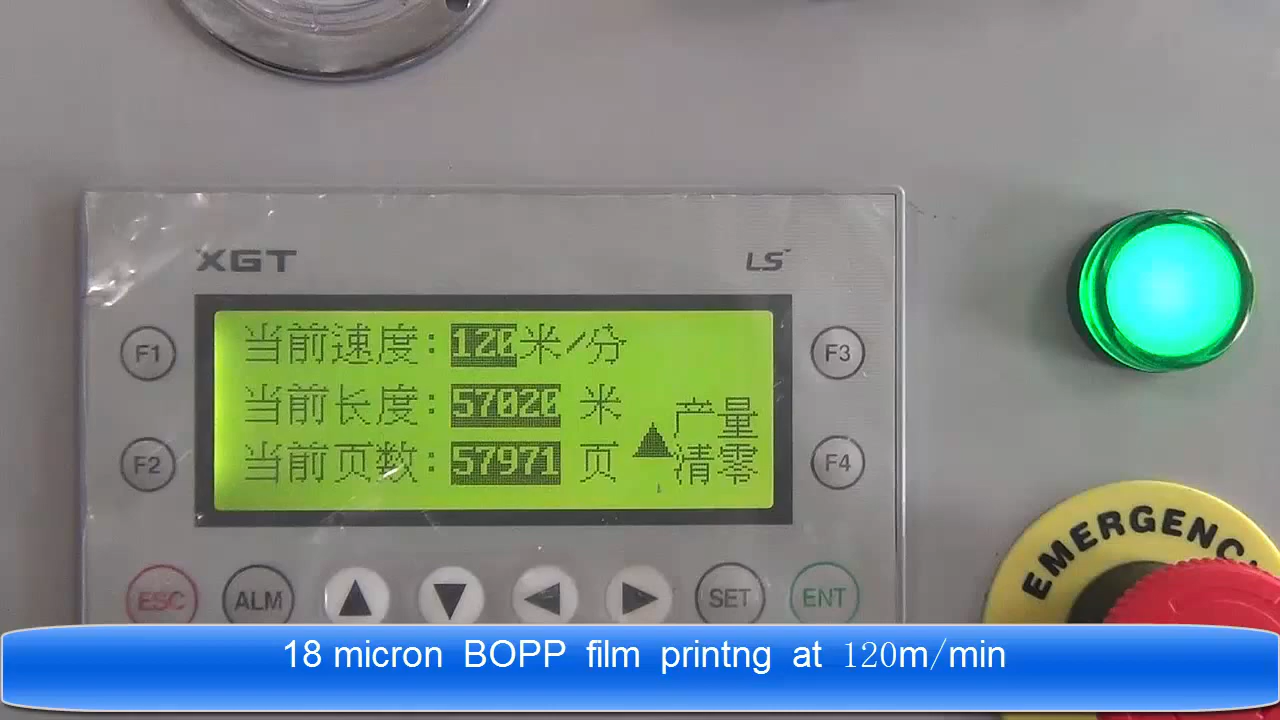 XGT LS
F1 F3
当前速度: 120米/分
当前长度: 57020 米
当前页数: 57971 页
▲产量
清零
F2 F4
EMERGENC
ESC ALM ▲ ▼ ◀ ▶ SET ENT
18 micron BOPP film printng at 120m/min